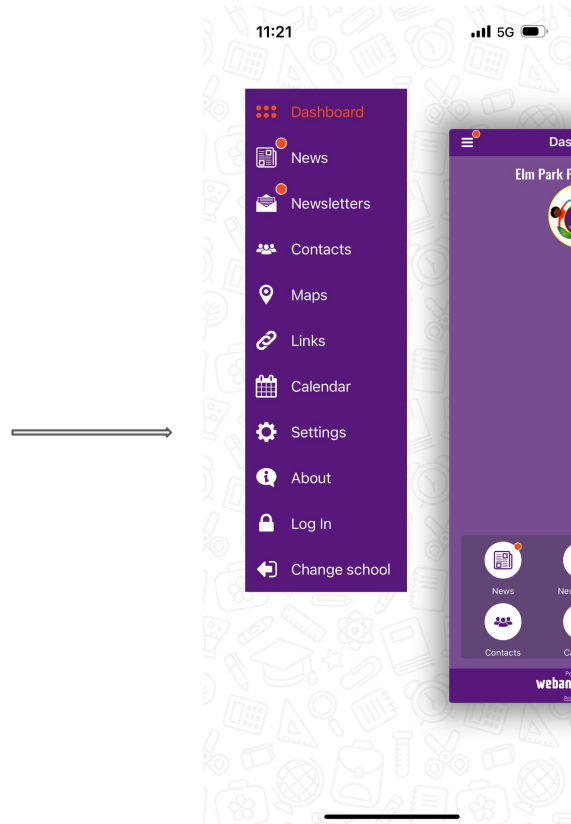 11:21
5G
Dashboard
News
Newsletters
Contacts
Maps
Links
Calendar
Settings
About
Log In
Change school
Das
Elm Park
News
Contacts
weban